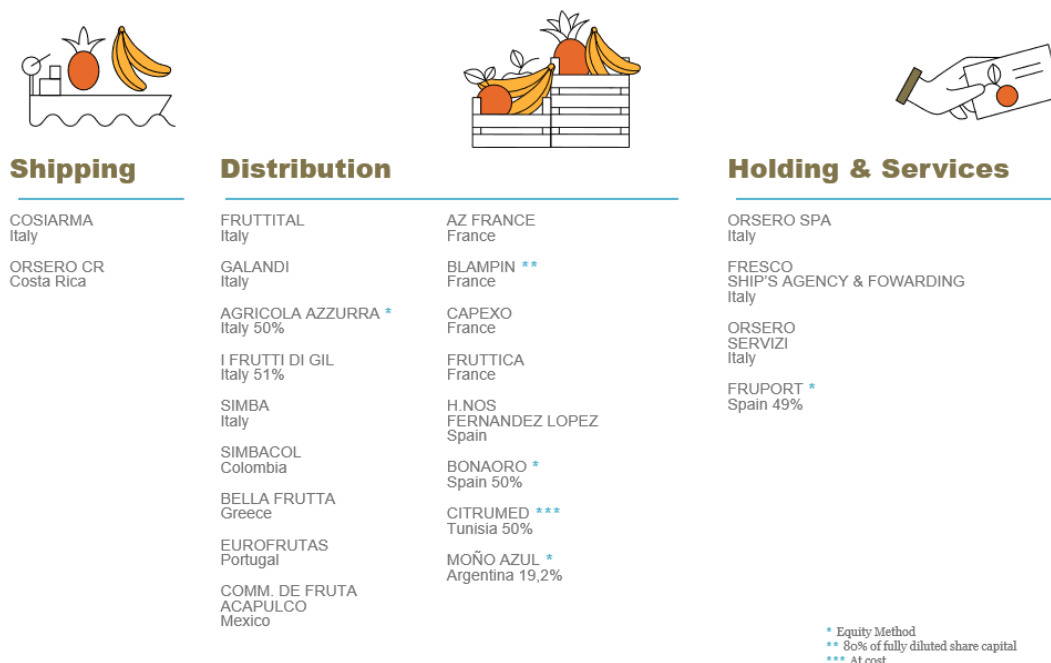 Shipping
COSIARMA
Italy
ORSERO CR
Costa Rica
Distribution
FRUTTITAL
Italy
GALANDI
Italy
AGRICOLA AZZURRA *
Italy 50%
I FRUTTI DI GIL
Italy 51%
SIMBA
Italy
SIMBACOL
Colombia
BELLA FRUTTA
Greece
EUROFRUTAS
Portugal
COMM. DE FRUTA
ACAPULCO
Mexico
AZ FRANCE
France
BLAMPIN **
France
CAPEXO
France
FRUTTICA
France
H.NOS
FERNANDEZ LOPEZ
Spain
BONAORO *
Spain 50%
CITRUMED ***
Tunisia 50%
MOÑO AZUL *
Argentina 19,2%
Holding & Services
ORSERO SPA
Italy
FRESCO
SHIP'S AGENCY & FOWARDING
Italy
ORSERO
SERVIZI
Italy
FRUPORT *
Spain 49%
* Equity Method
** 80% of fully diluted share capital
*** At cost